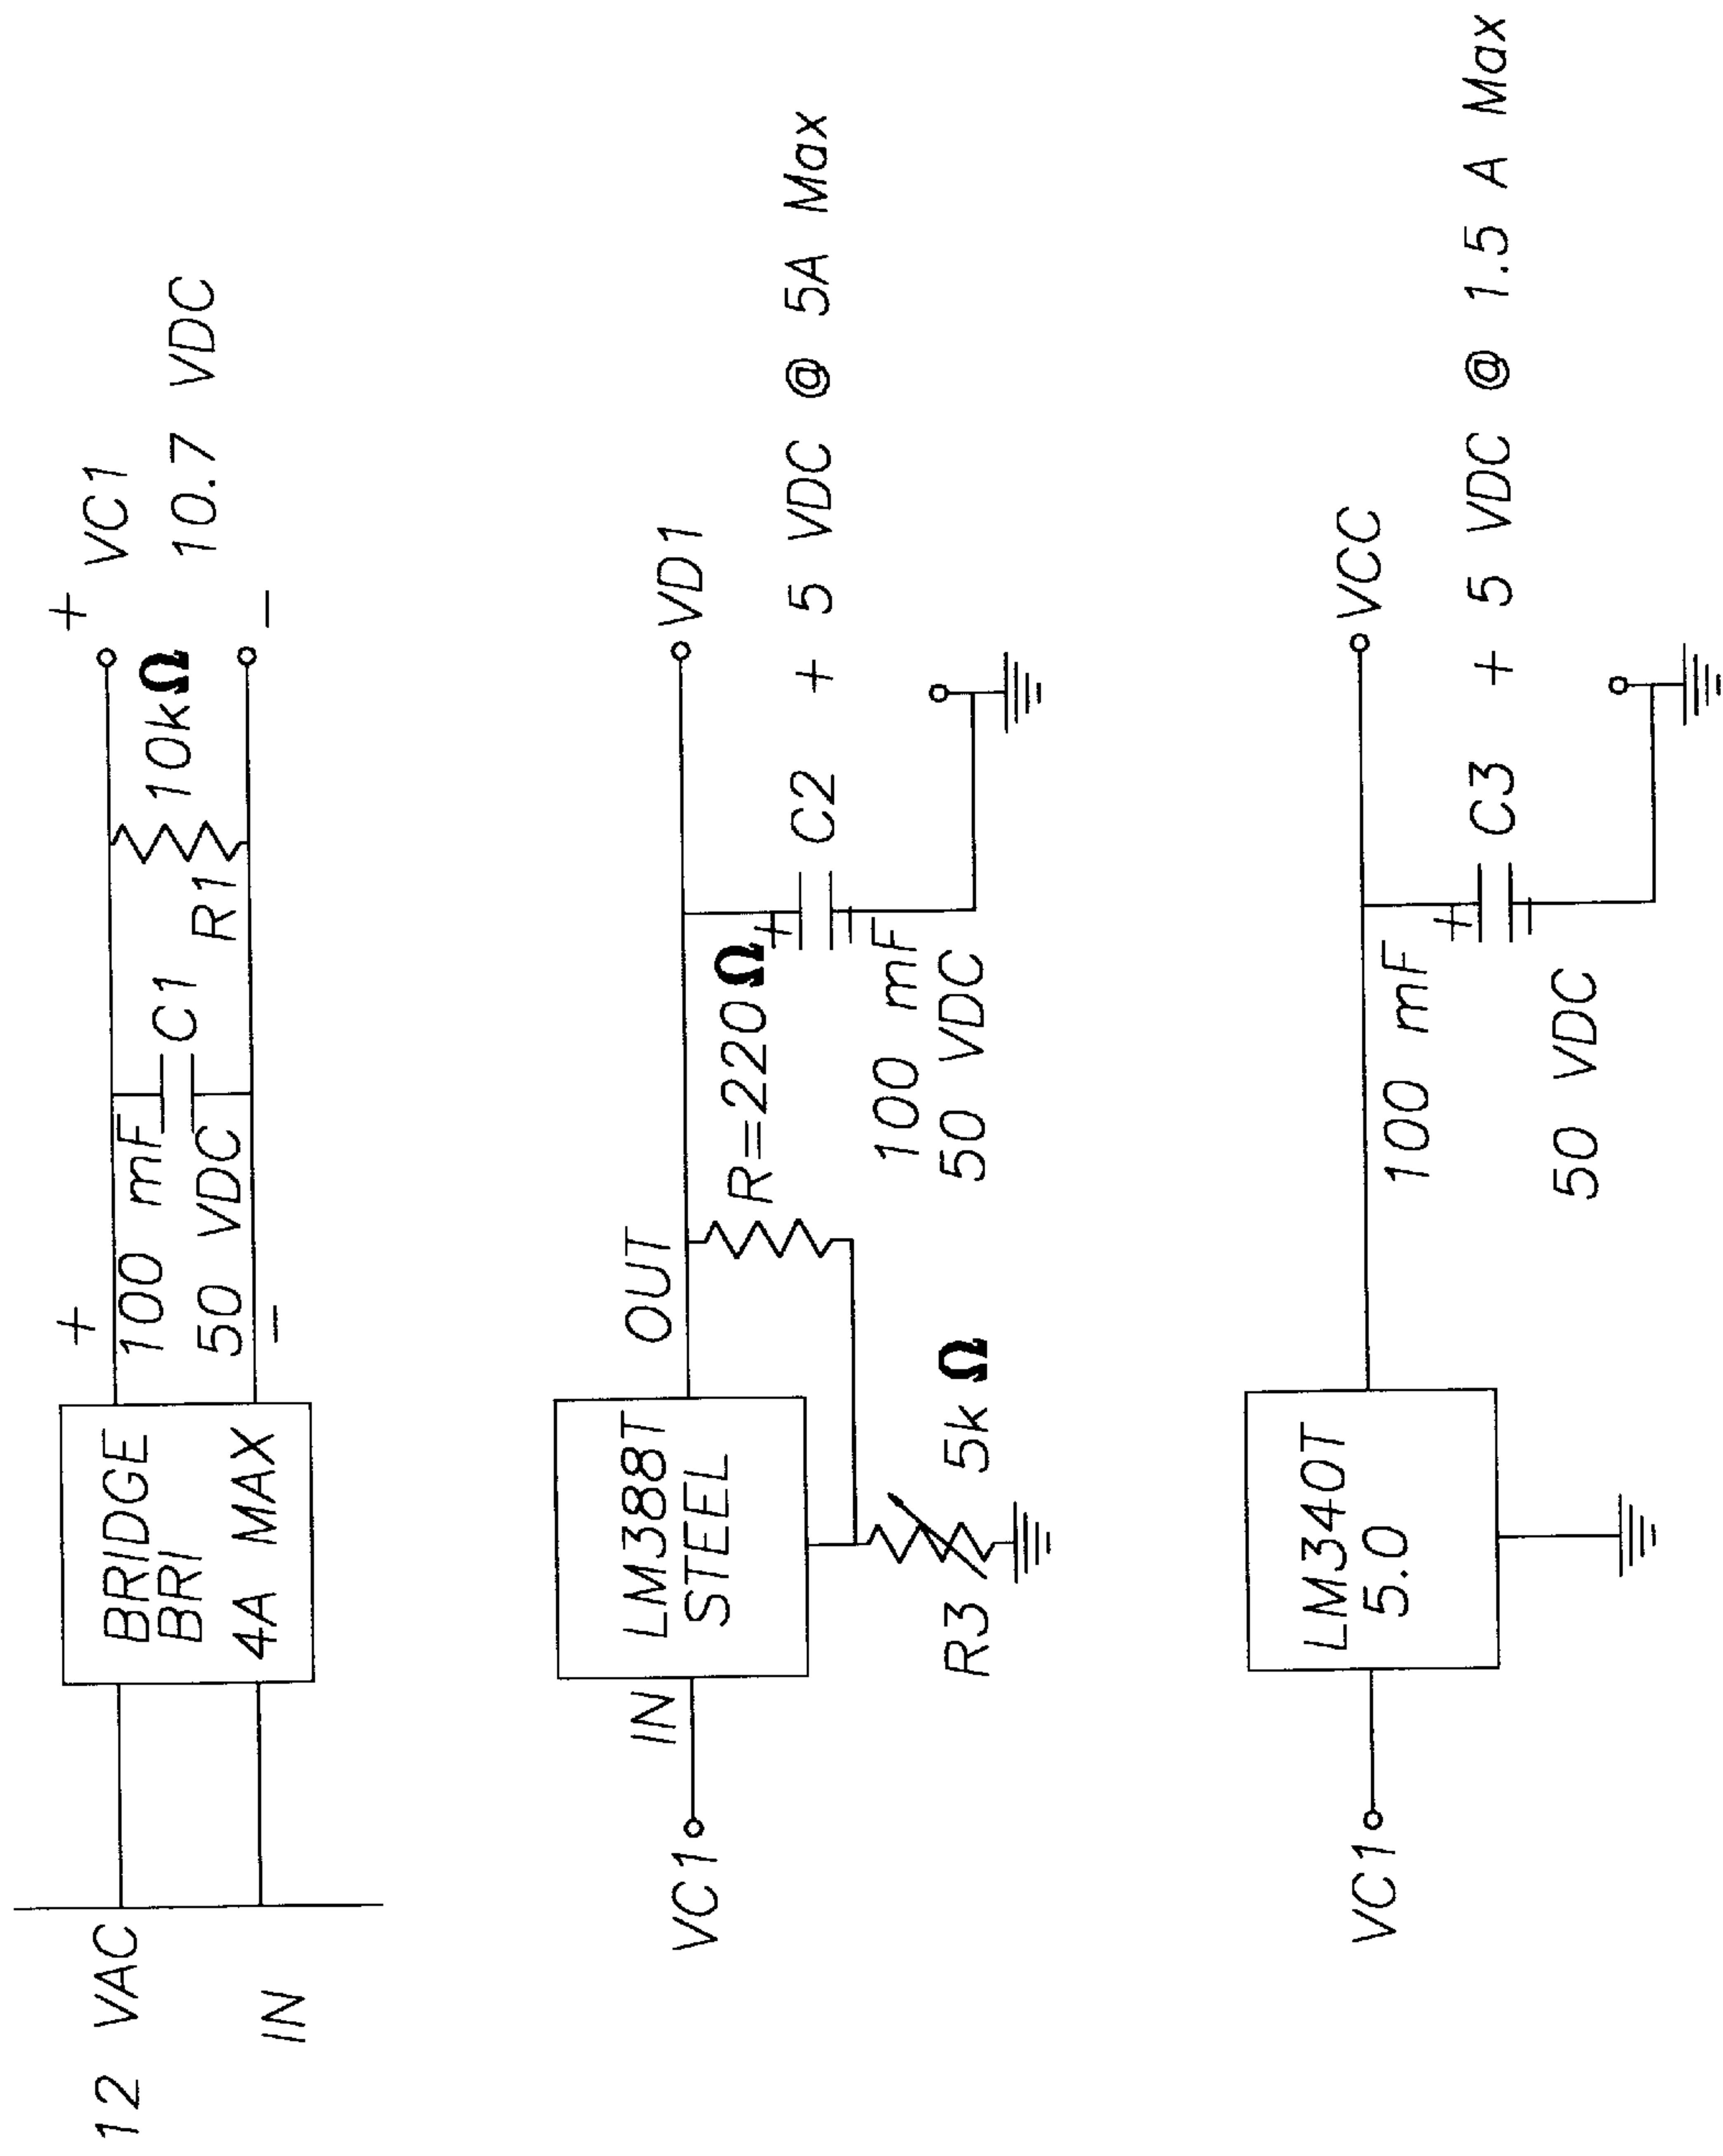 12 VAC
IN
BRIDGE
BRI
4A MAX
+
-
100 mF
50 VDC
C1
R1
10kΩ
+
-
VC1
10.7 VDC
VC1
IN
LM388T
STEEL
OUT
R3
5k Ω
R=220Ω
+
-
C2
100 mF
50 VDC
VD1
+ 5 VDC @ 5A Max
VC1
LM340T
5.0
100 mF
50 VDC
+
-
C3
VCC
+ 5 VDC @ 1.5 A Max